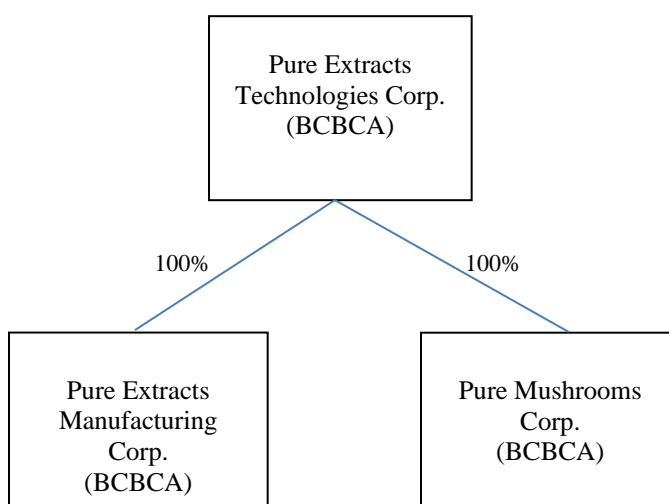 Pure Extracts
Technologies Corp.
(BCBCA)
100%
100%
Pure Extracts
Manufacturing
Corp.
(BCBCA)
Pure Mushrooms
Corp.
(BCBCA)